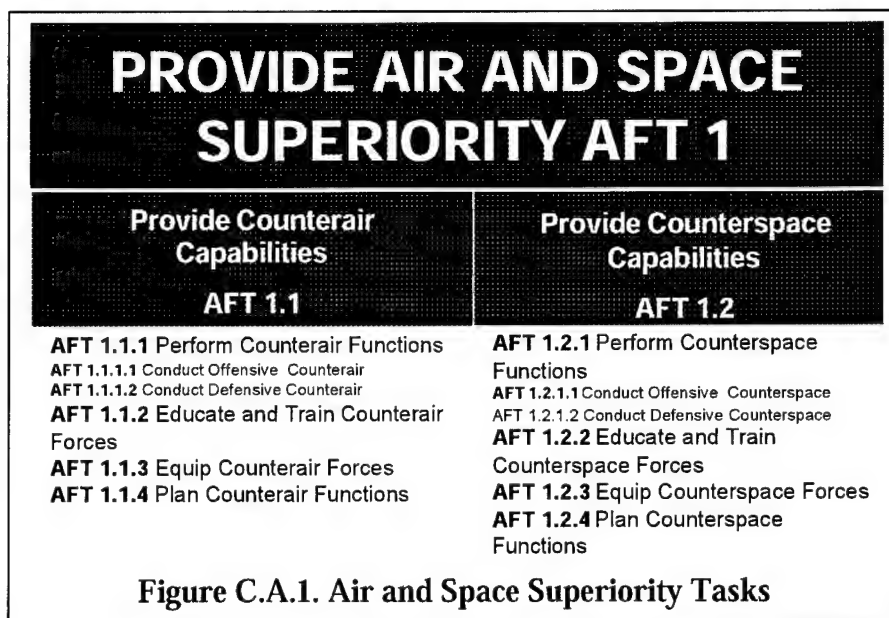 PROVIDE AIR AND SPACE
SUPERIORITY AFT 1
Provide Counterair
Capabilities
AFT 1.1
AFT 1.1.1 Perform Counterair Functions
AFT 1.1.1.1 Conduct Offensive Counterair
AFT 1.1.1.2 Conduct Defensive Counterair
AFT 1.1.2 Educate and Train Counterair
Forces
AFT 1.1.3 Equip Counterair Forces
AFT 1.1.4 Plan Counterair Functions
Provide Counterspace
Capabilities
AFT 1.2
AFT 1.2.1 Perform Counterspace
Functions
AFT 1.2.1.1 Conduct Offensive Counterspace
AFT 1.2.1.2 Conduct Defensive Counterspace
AFT 1.2.2 Educate and Train
Counterspace Forces
AFT 1.2.3 Equip Counterspace Forces
AFT 1.2.4 Plan Counterspace
Functions
Figure C.A.1. Air and Space Superiority Tasks